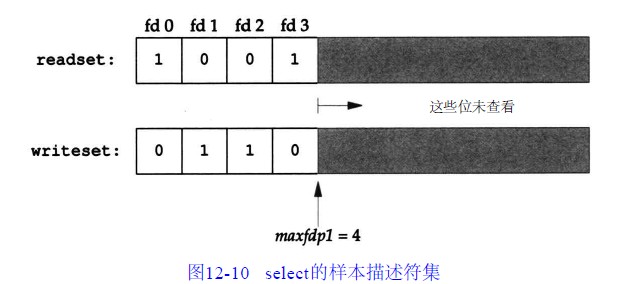 fd 0 fd 1 fd 2 fd 3
readset: 1 0 0 1
这些位未查看
writeset: 0 1 1 0
maxfdp1 = 4
图12-10 select的样本描述符集